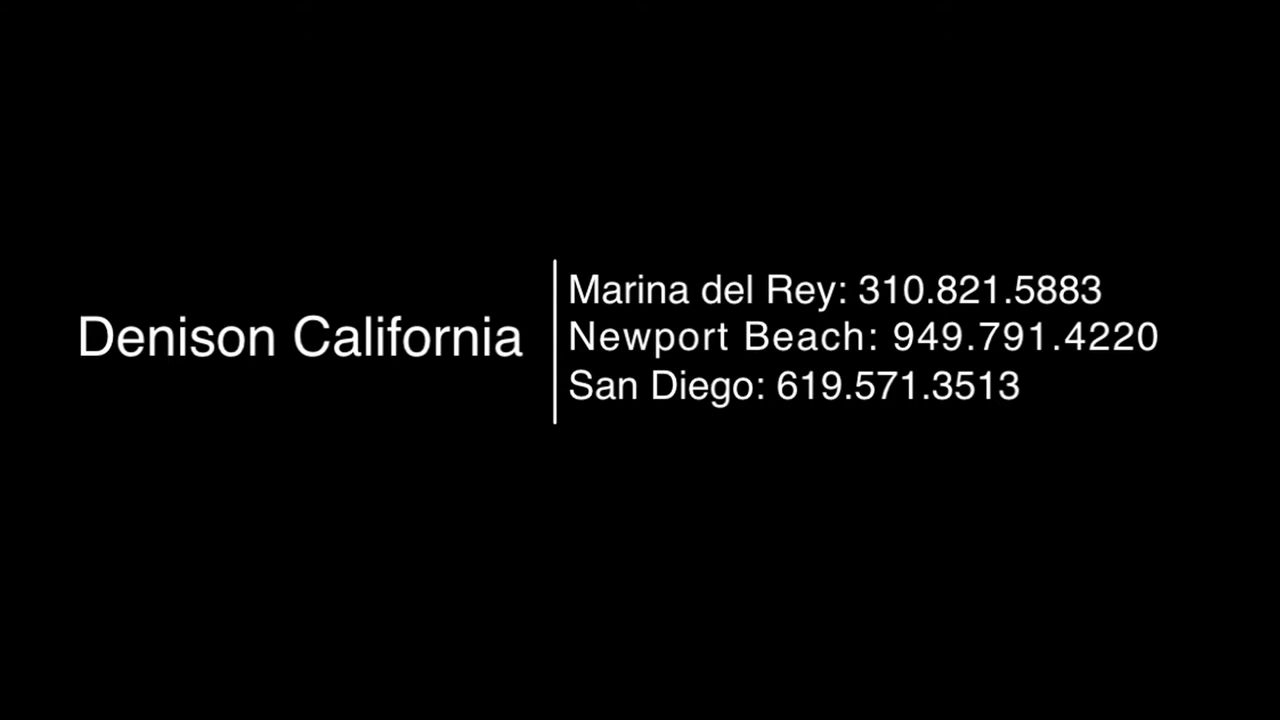 Denison California
Marina del Rey: 310.821.5883
Newport Beach: 949.791.4220
San Diego: 619.571.3513